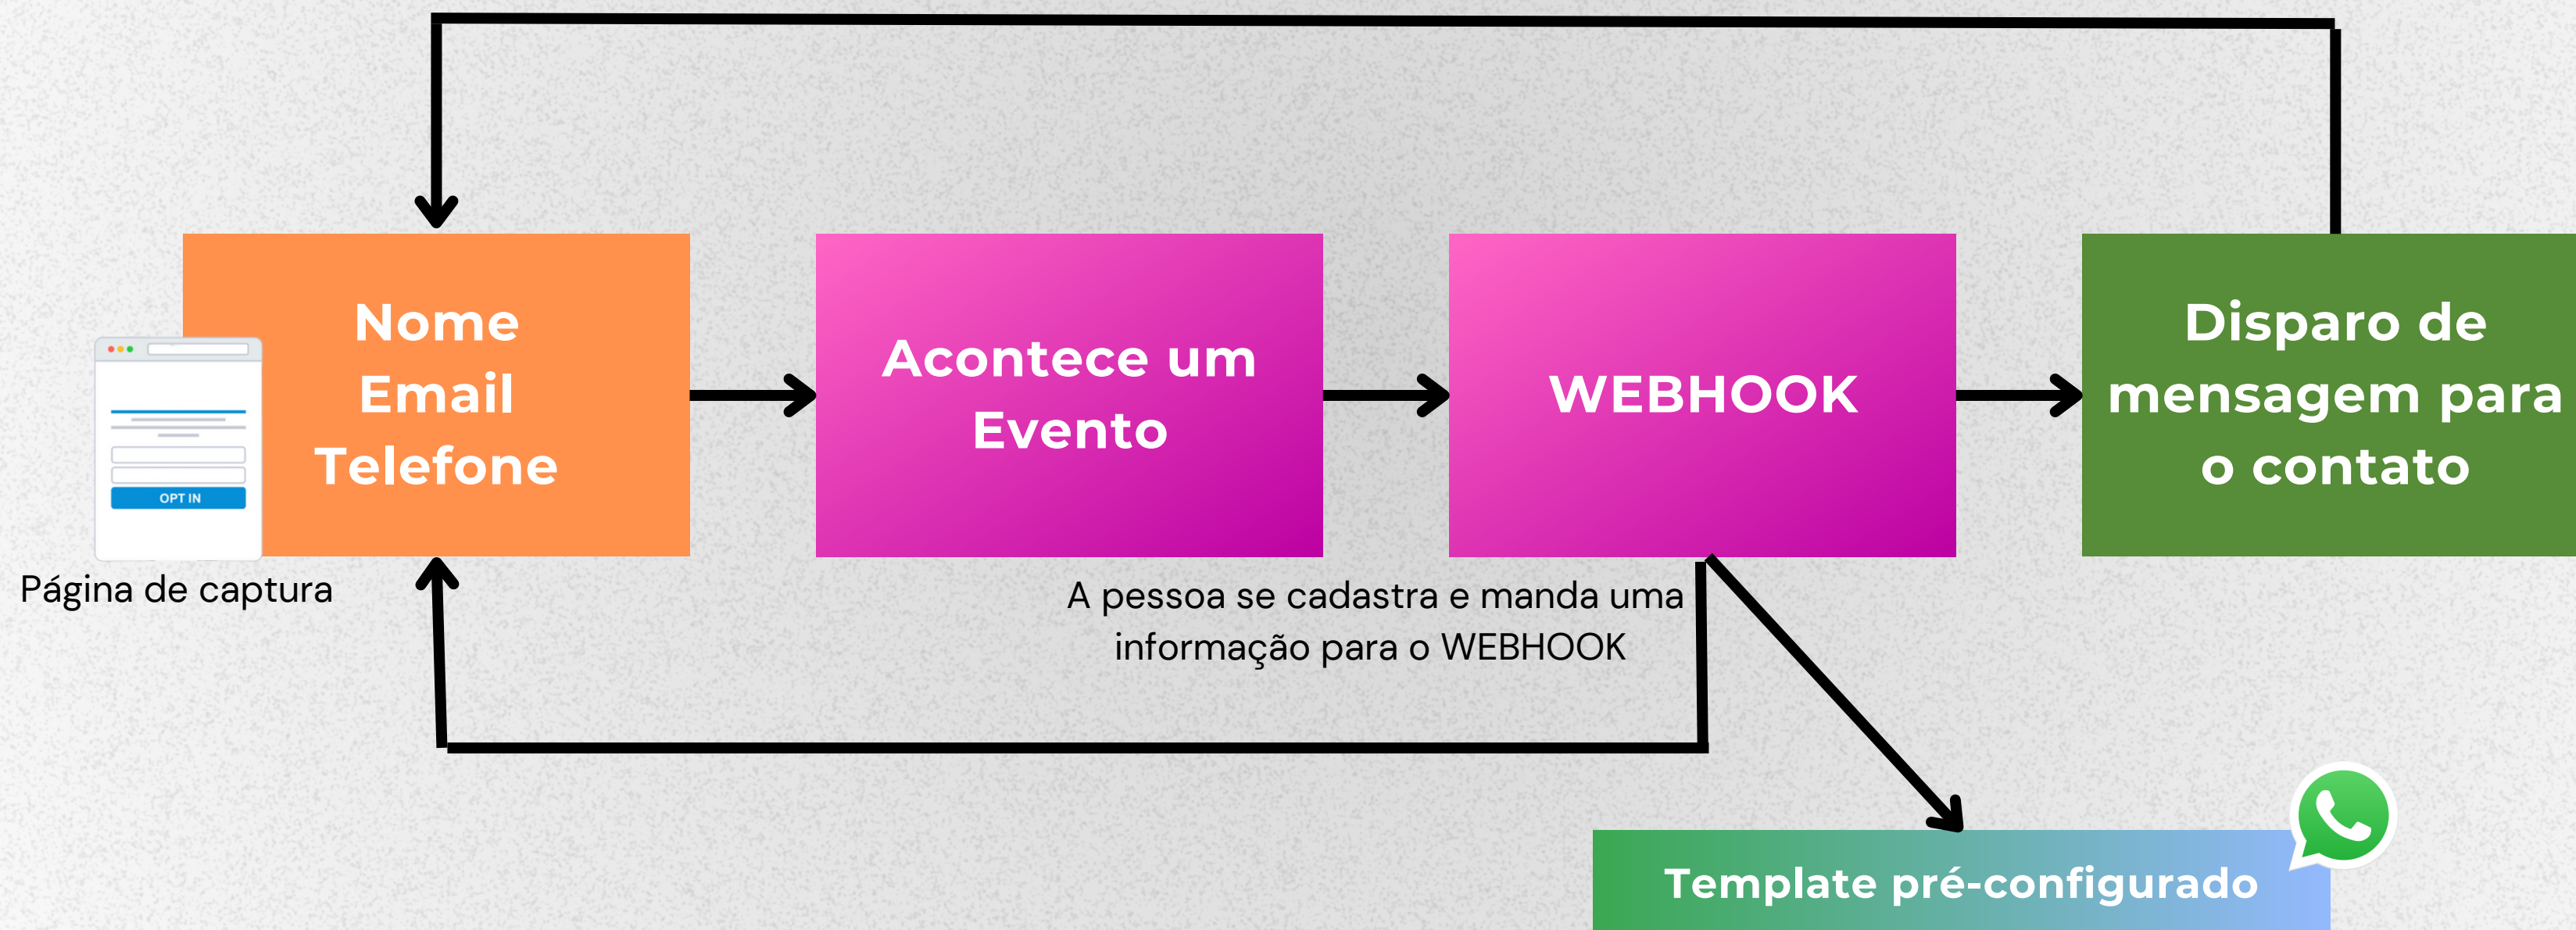 Nome
Email
Telefone
OPT IN
Página de captura
Acontece um
Evento
WEBHOOK
A pessoa se cadastra e manda uma
informação para o WEBHOOK
Disparo de
mensagem para
o contato
Template pré-configurado